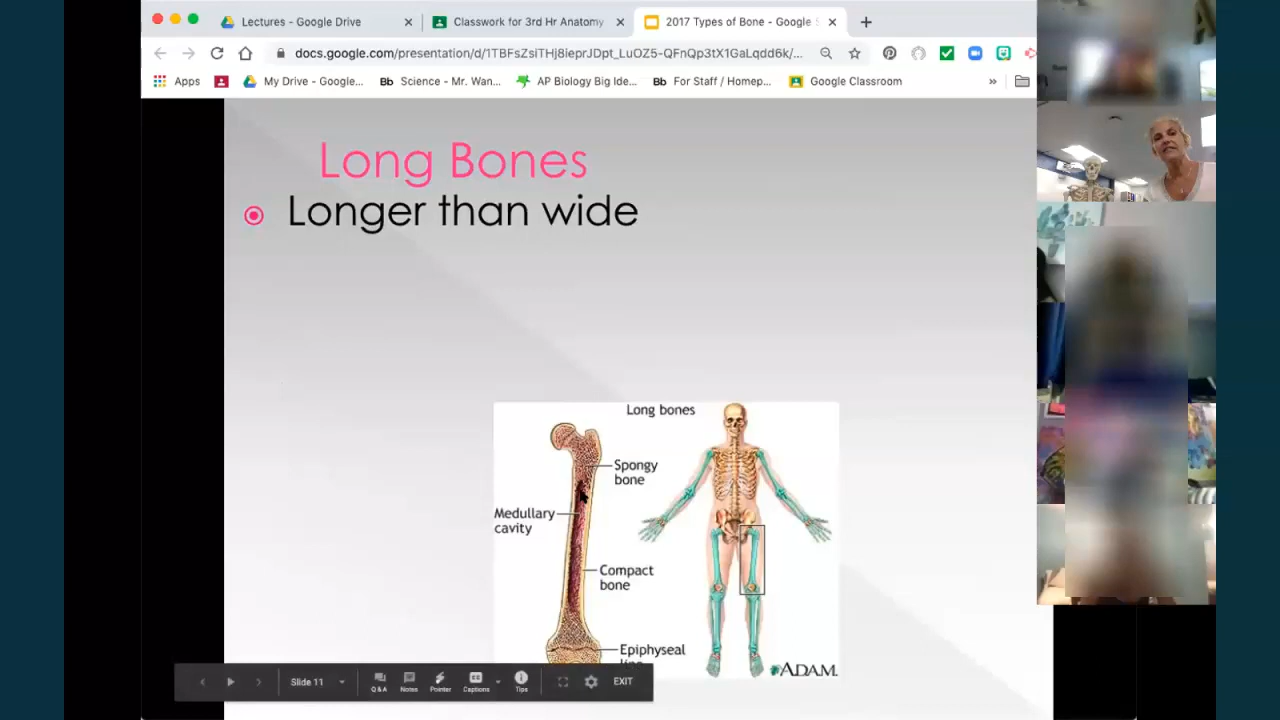 Lectures - Google Drive
Classwork for 3rd Hr Anatomy
2017 Types of Bone - Google S
docs.google.com/presentation/d/1TBFsZsiTHj8ieprJDpt_LuOZ5-QFnQp3tX1GaLqdd6k/...
Apps
My Drive - Google...
Bb Science - Mr. Wan...
AP Biology Big Ide...
Bb For Staff / Homep...
Google Classroom
»
Long Bones
Longer than wide
Long bones
Spongy
bone
Medullary
cavity
Compact
bone
Epiphyseal
line
ADAM.
Slide 11
Q&A
Notes
Pointer
Captions
Tips
EXIT